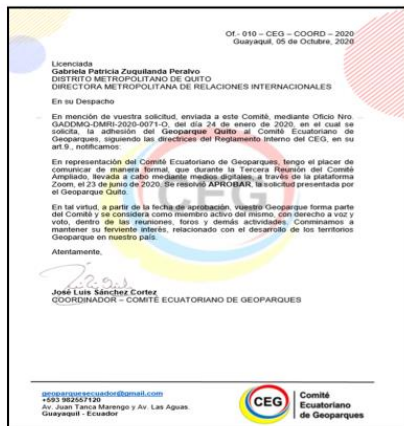 Of.- 010 – CEG – COORD – 2020
Guayaquil, 05 de Octubre, 2020
Licenciada
Gabriela Patricia Zuquilanda Peralvo
DISTRITO METROPOLITANO DE QUITO
DIRECTORA METROPOLITANA DE RELACIONES INTERNACIONALES
En su Despacho
En mención de vuestra solicitud, enviada a este Comité, mediante Oficio Nro.
GADDMQ-DMRI-2020-0071-O, del día 24 de enero de 2020, en el cual se
solicita, la adhesión del Geoparque Quito al Comité Ecuatoriano de
Geoparques, siguiendo las directrices del Reglamento Interno del CEG, en su
art.9., notificamos:
En representación del Comité Ecuatoriano de Geoparques, tengo el placer de
comunicar de manera formal, que durante la Tercera Reunión del Comité
Ampliado, llevada a cabo mediante medios digitales, a través de la plataforma
Zoom, el 23 de junio de 2020. Se resolvió APROBAR, la solicitud presentada por
el Geoparque Quito.
En tal virtud, a partir de la fecha de aprobación, vuestro Geoparque forma parte
del Comité y se considera como miembro activo del mismo, con derecho a voz y
voto, dentro de las reuniones, foros y demás actividades. Conminamos a
mantener su ferviente interés, relacionado con el desarrollo de los territorios
Geoparque en nuestro país.
Atentamente,
José Luis Sánchez Cortez
COORDINADOR – COMITÉ ECUATORIANO DE GEOPARQUES
geoparquesecuador@gmail.com
+593 982557120
Av. Juan Tanca Marengo y Av. Las Aguas.
Guayaquil - Ecuador
CEG
Comité
Ecuatoriano
de Geoparques
CEG